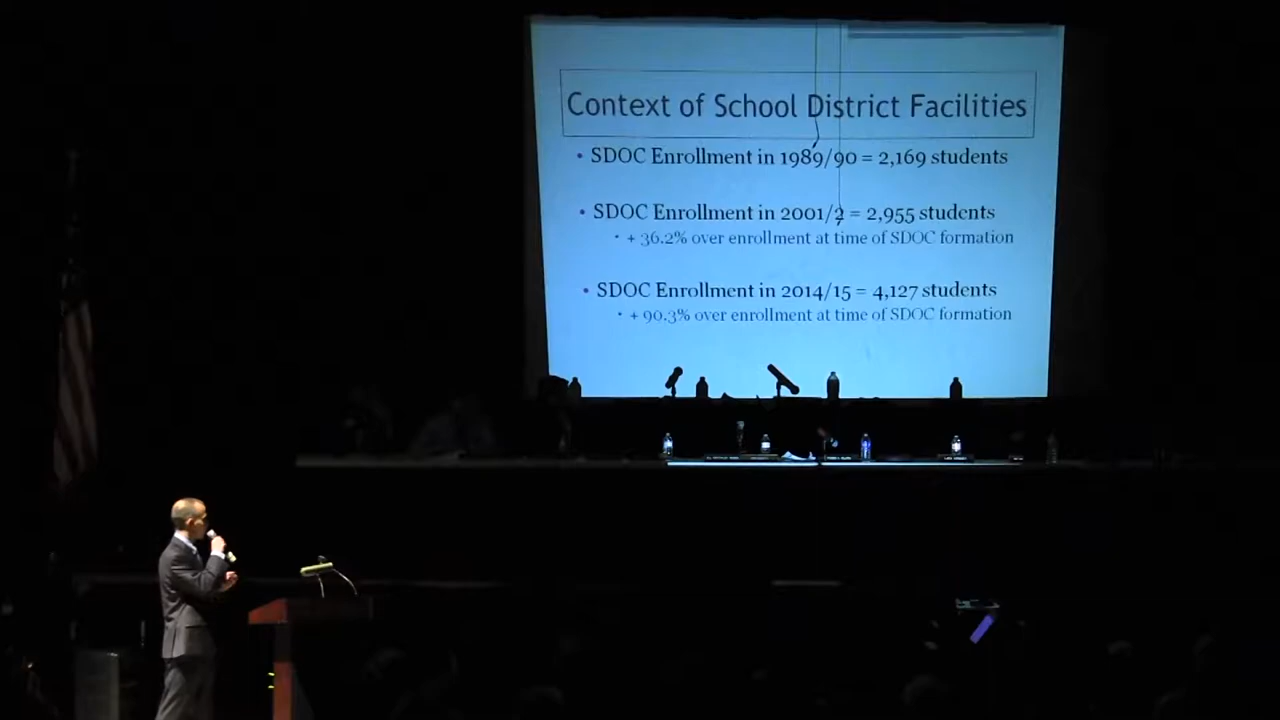 Context of School District Facilities
• SDOC Enrollment in 1989/90 = 2,169 students
• SDOC Enrollment in 2001/2 = 2,955 students
• + 36.2% over enrollment at time of SDOC formation
• SDOC Enrollment in 2014/15 = 4,127 students
• + 90.3% over enrollment at time of SDOC formation